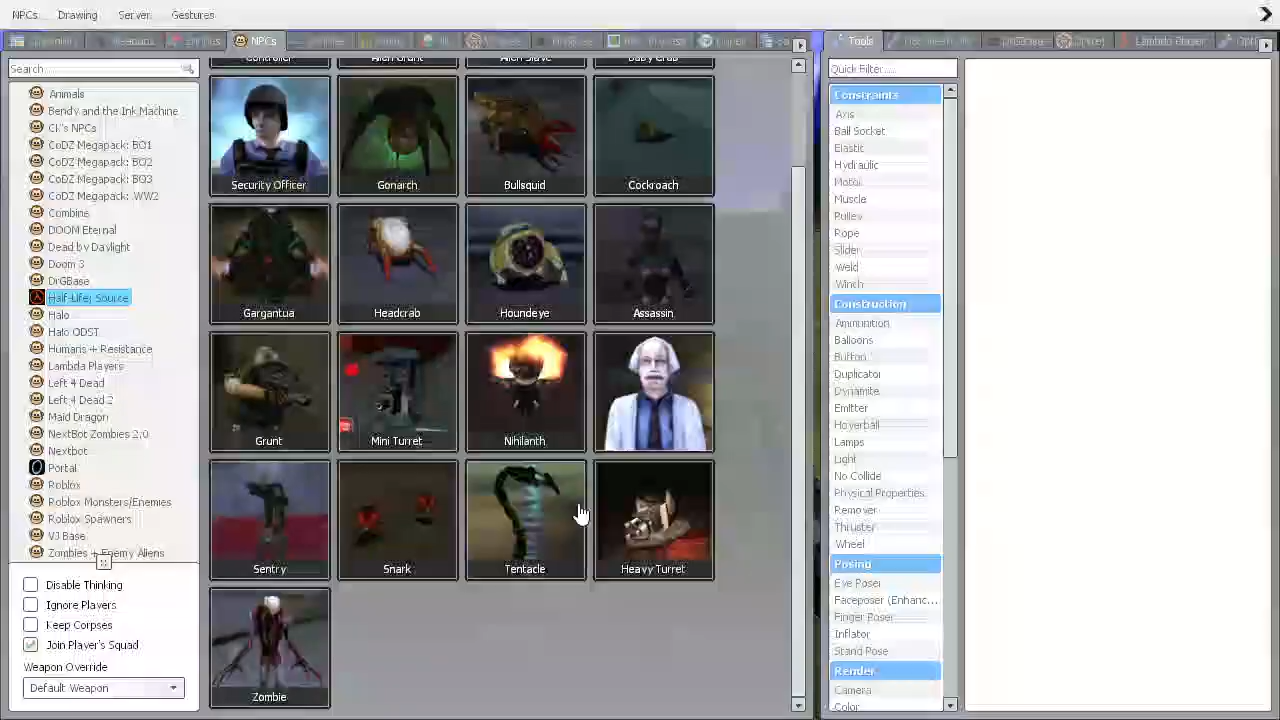 NPCs Drawing Server Gestures
NPCs
Tools
Search...
Quick Filter...
Animals
Bendy and the Ink Machine
CoDZ Megapack: BO1
CoDZ Megapack: BO2
CoDZ Megapack: BO3
CoDZ Megapack: WW2
Combine
DOOM Eternal
Dead by Daylight
Doom 3
DrGBase
Half-Life: Source
Halo
Halo ODST
Humans + Resistance
Lambda Players
Left 4 Dead
Left 4 Dead 2
Maid Dragon
NextBot Zombies 2.0
Nextbot
Portal
Roblox
Roblox Monsters/Enemies
Roblox Spawners
VJ Base
Zombies + Enemy Aliens
Disable Thinking
Ignore Players
Keep Corpses
Join Player's Squad
Weapon Override
Default Weapon
Controller Alien Grunt Alien Slave Baby Crab
Security Officer Gonarch Bullsquid Cockroach
Gargantua Headcrab Houndeye Assassin
Grunt Mini Turret Nihilanth
Sentry Snark Tentacle Heavy Turret
Zombie
Constraints
Axis
Ball Socket
Elastic
Hydraulic
Motor
Muscle
Pulley
Rope
Slider
Weld
Winch
Construction
Ammunition
Balloons
Button
Duplicator
Dynamite
Emitter
Hoverball
Lamps
Light
No Collide
Physical Properties
Remover
Thruster
Wheel
Posing
Eye Poser
Faceposer (Enhanc...
Finger Poser
Inflator
Stand Pose
Render
Camera
Color